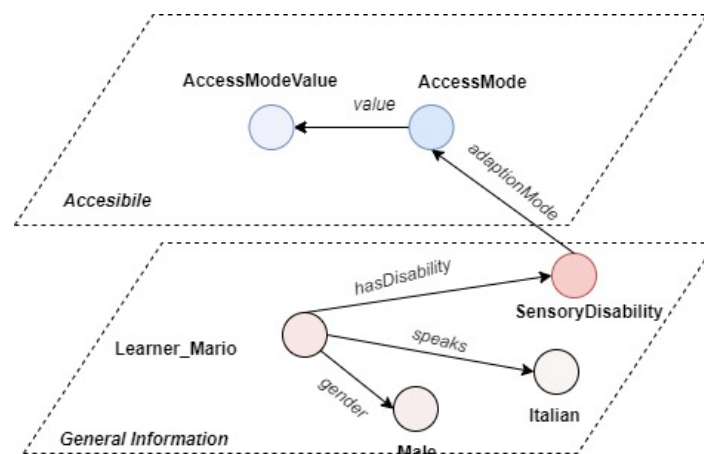 AccessModeValue
AccessMode
value
adaptionMode
Accesibile
hasDisability
SensoryDisability
Learner_Mario
speaks
gender
Italian
General Information
Male